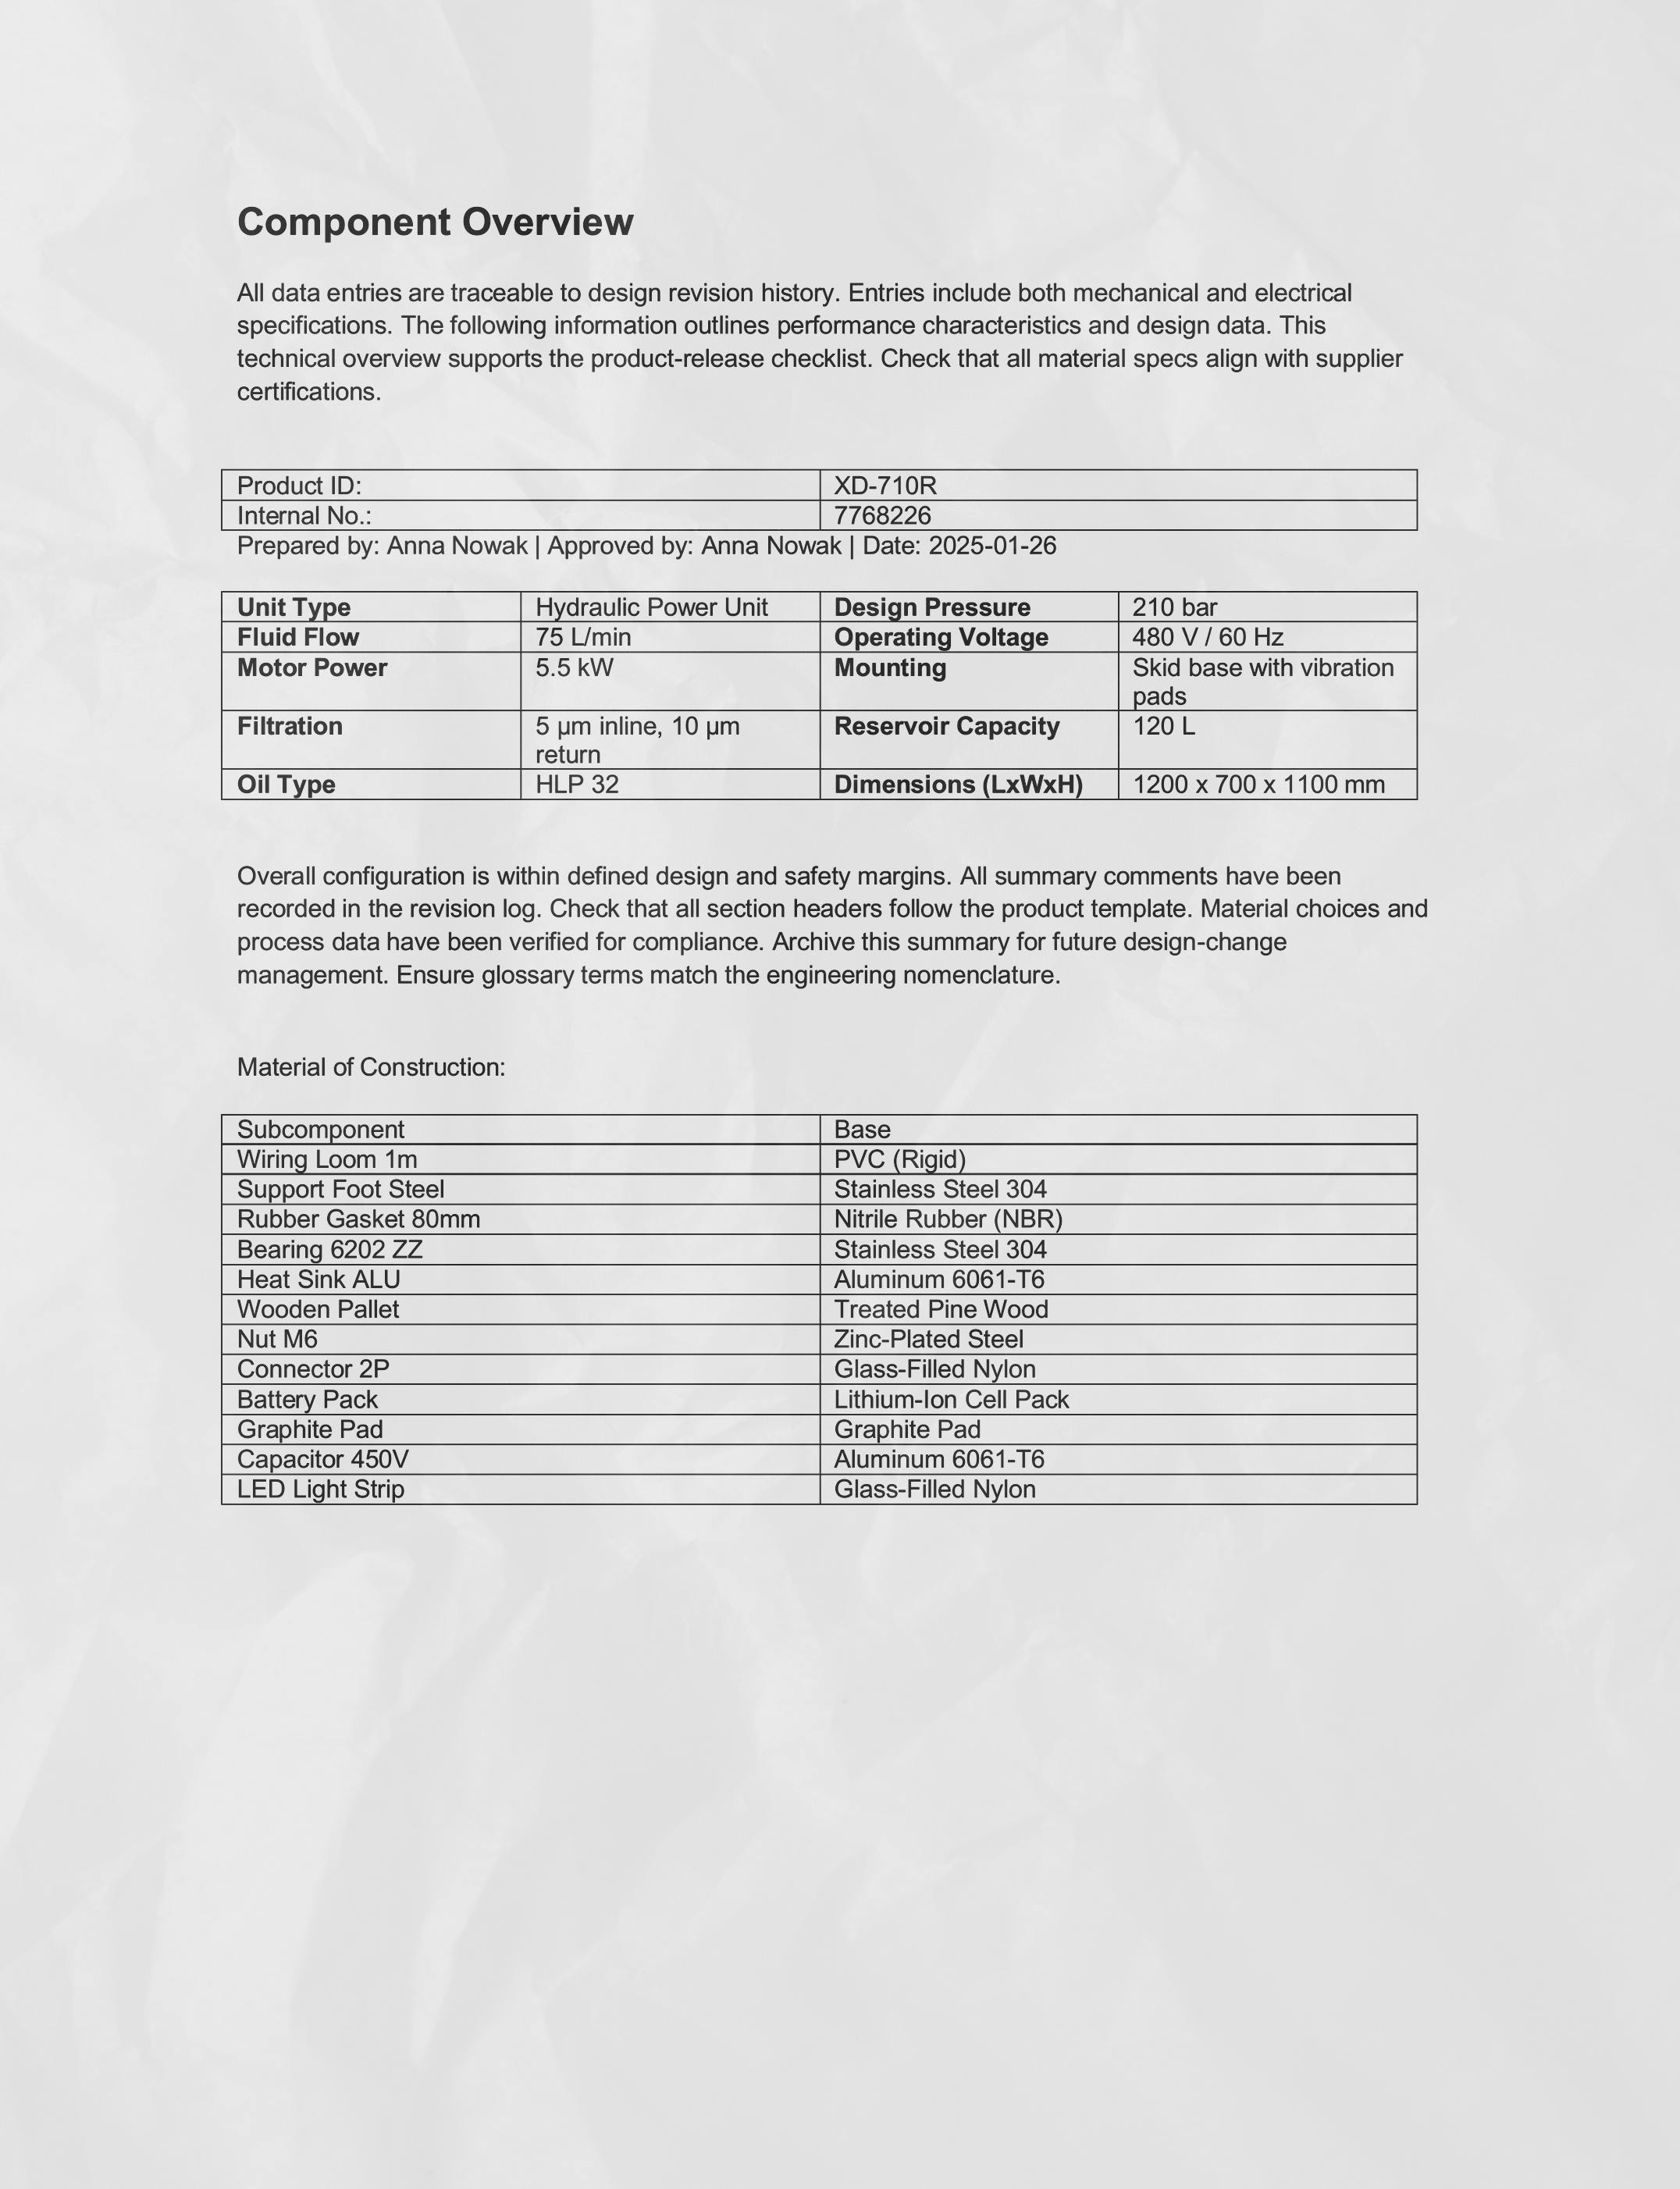 Component Overview
All data entries are traceable to design revision history. Entries include both mechanical and electrical
specifications. The following information outlines performance characteristics and design data. This
technical overview supports the product-release checklist. Check that all material specs align with supplier
certifications.
Product ID: XD-710R
Internal No.: 7768226
Prepared by: Anna Nowak | Approved by: Anna Nowak | Date: 2025-01-26
Unit Type Hydraulic Power Unit Design Pressure 210 bar
Fluid Flow 75 L/min Operating Voltage 480 V / 60 Hz
Motor Power 5.5 kW Mounting Skid base with vibration
pads
Filtration 5 µm inline, 10 µm Reservoir Capacity 120 L
return
Oil Type HLP 32 Dimensions (LxWxH) 1200 x 700 x 1100 mm
Overall configuration is within defined design and safety margins. All summary comments have been
recorded in the revision log. Check that all section headers follow the product template. Material choices and
process data have been verified for compliance. Archive this summary for future design-change
management. Ensure glossary terms match the engineering nomenclature.
Material of Construction:
Subcomponent Base
Wiring Loom 1m PVC (Rigid)
Support Foot Steel Stainless Steel 304
Rubber Gasket 80mm Nitrile Rubber (NBR)
Bearing 6202 ZZ Stainless Steel 304
Heat Sink ALU Aluminum 6061-T6
Wooden Pallet Treated Pine Wood
Nut M6 Zinc-Plated Steel
Connector 2P Glass-Filled Nylon
Battery Pack Lithium-Ion Cell Pack
Graphite Pad Graphite Pad
Capacitor 450V Aluminum 6061-T6
LED Light Strip Glass-Filled Nylon